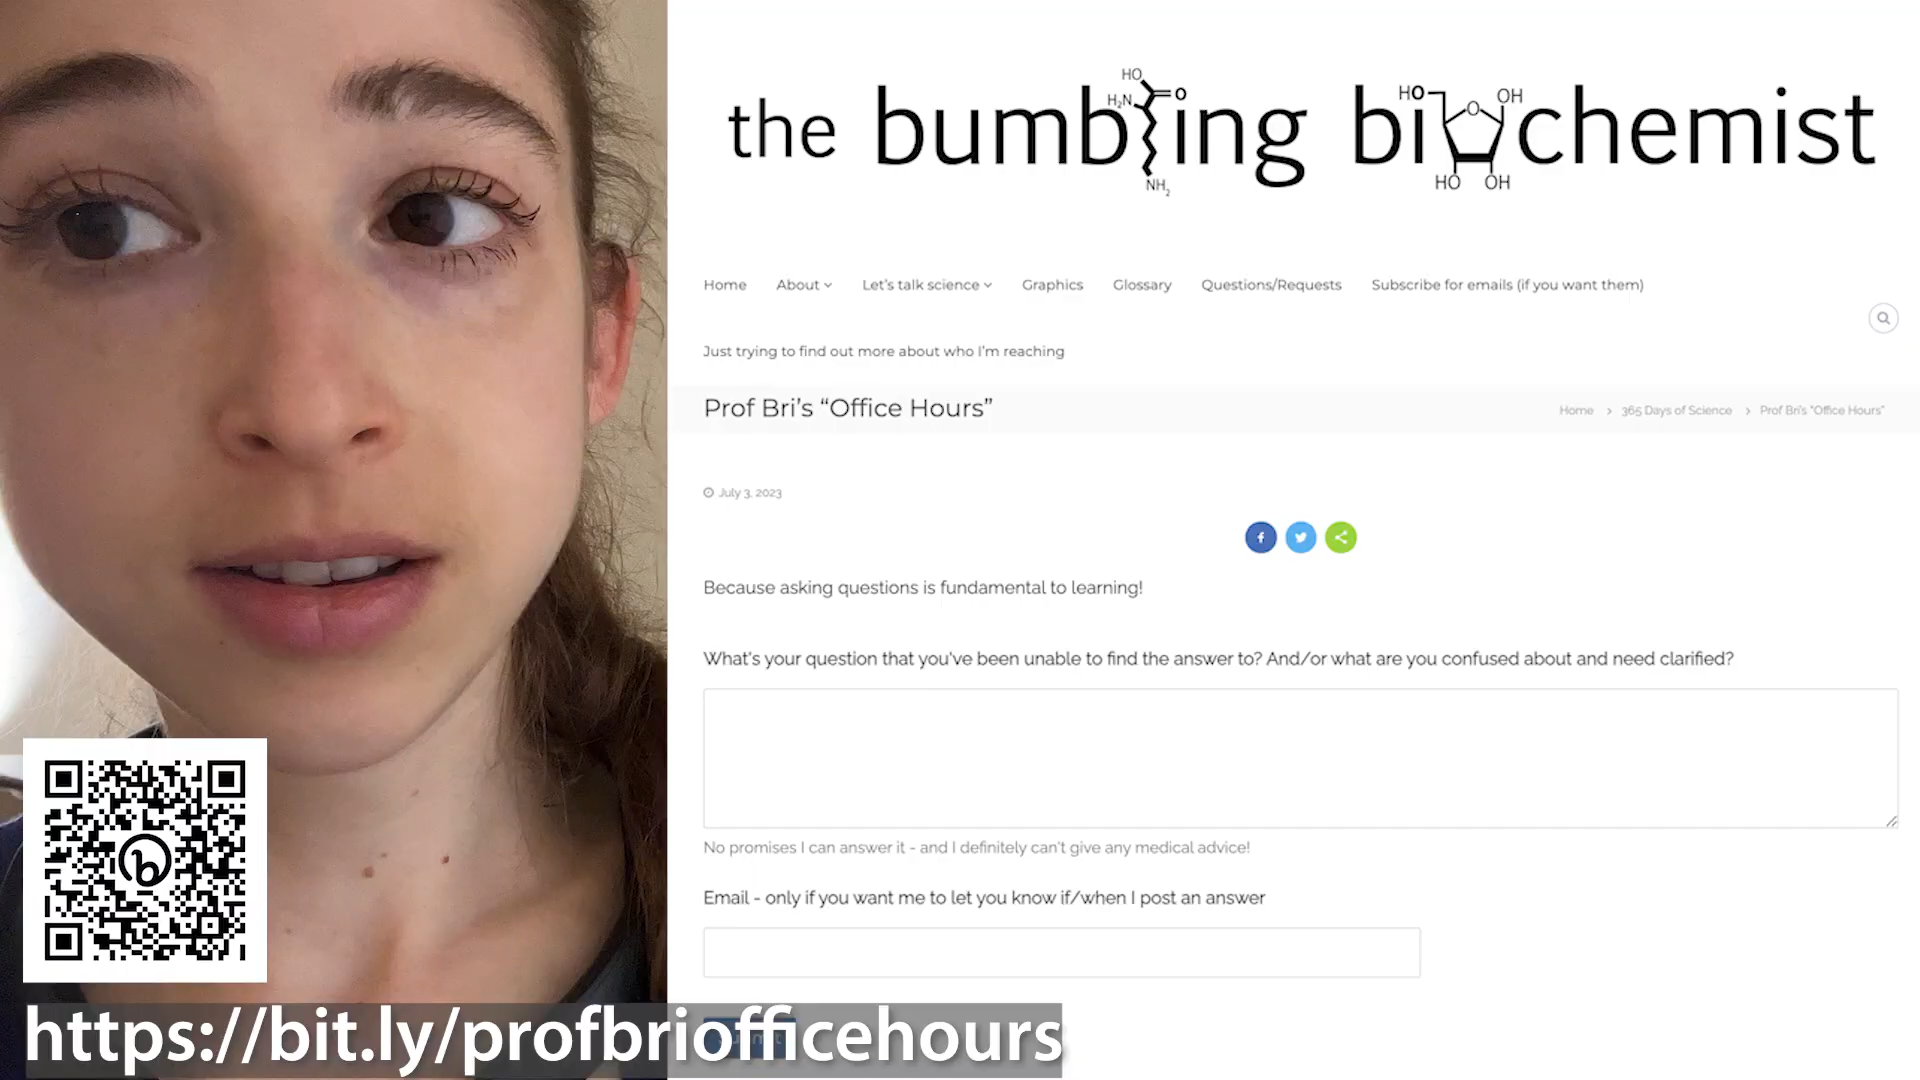 the bumbling biochemist
HO
H₂N
O
NH₂
HO
O
OH
HO OH
Home About Let's talk science Graphics Glossary Questions/Requests Subscribe for emails (if you want them)
Just trying to find out more about who I'm reaching
Prof Bri's “Office Hours”
Home > 365 Days of Science > Prof Bri's “Office Hours”
July 3, 2023
Because asking questions is fundamental to learning!
What's your question that you've been unable to find the answer to? And/or what are you confused about and need clarified?
No promises I can answer it - and I definitely can't give any medical advice!
Email - only if you want me to let you know if/when I post an answer
https://bit.ly/profbriofficehours